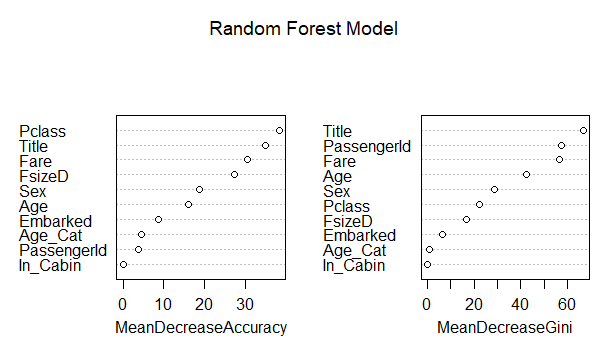 Random Forest Model
Pclass
Title
Fare
FsizeD
Sex
Age
Embarked
Age_Cat
PassengerId
In_Cabin
0 10 20 30
MeanDecreaseAccuracy
Title
PassengerId
Fare
Age
Sex
Pclass
FsizeD
Embarked
Age_Cat
In_Cabin
0 20 40 60
MeanDecreaseGini